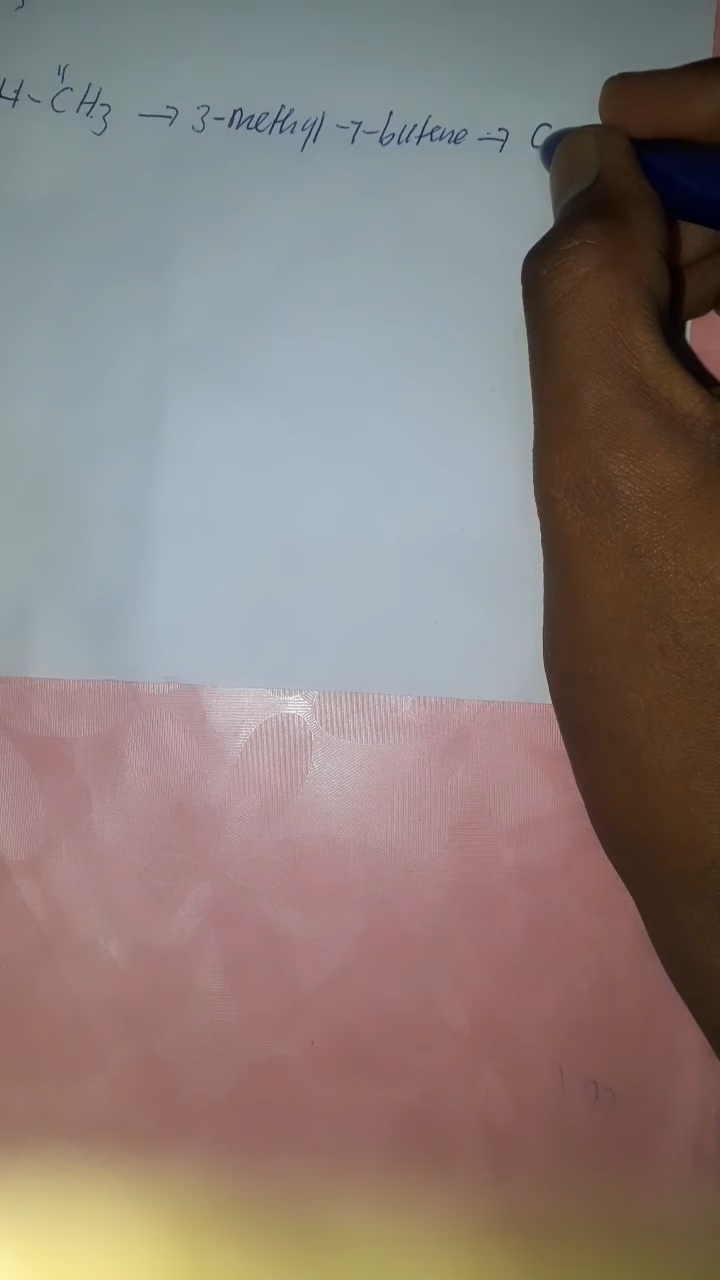 H-CH3 → 3-methyl-1-butene → C